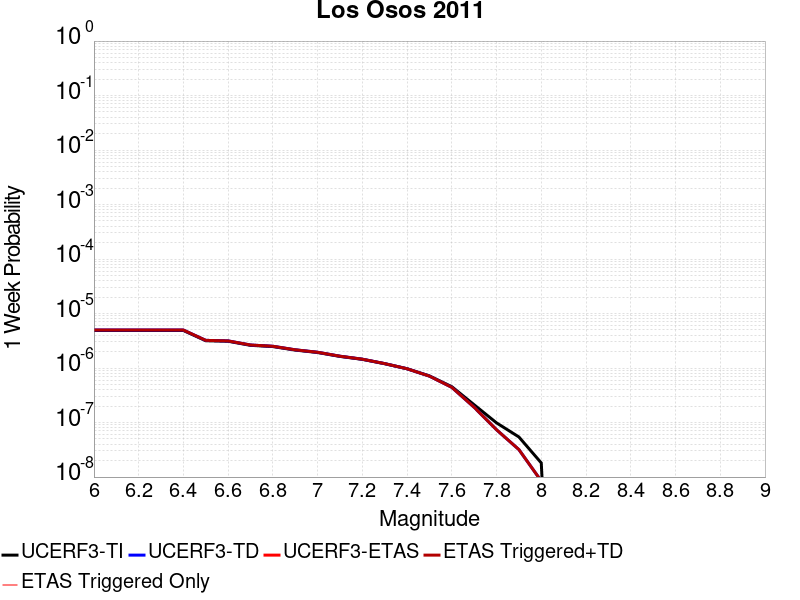 Los Osos 2011
10^0
10^-1
10^-2
10^-3
10^-4
10^-5
10^-6
10^-7
10^-8
1 Week Probability
6 6.2 6.4 6.6 6.8 7 7.2 7.4 7.6 7.8 8 8.2 8.4 8.6 8.8 9
Magnitude
UCERF3-TI UCERF3-TD UCERF3-ETAS ETAS Triggered+TD
ETAS Triggered Only